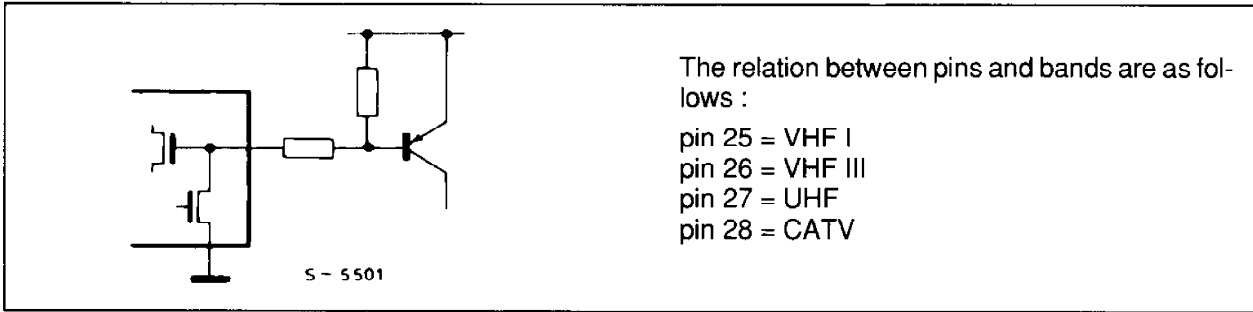 The relation between pins and bands are as fol-
lows :
pin 25 = VHF I
pin 26 = VHF III
pin 27 = UHF
pin 28 = CATV
S - 5501